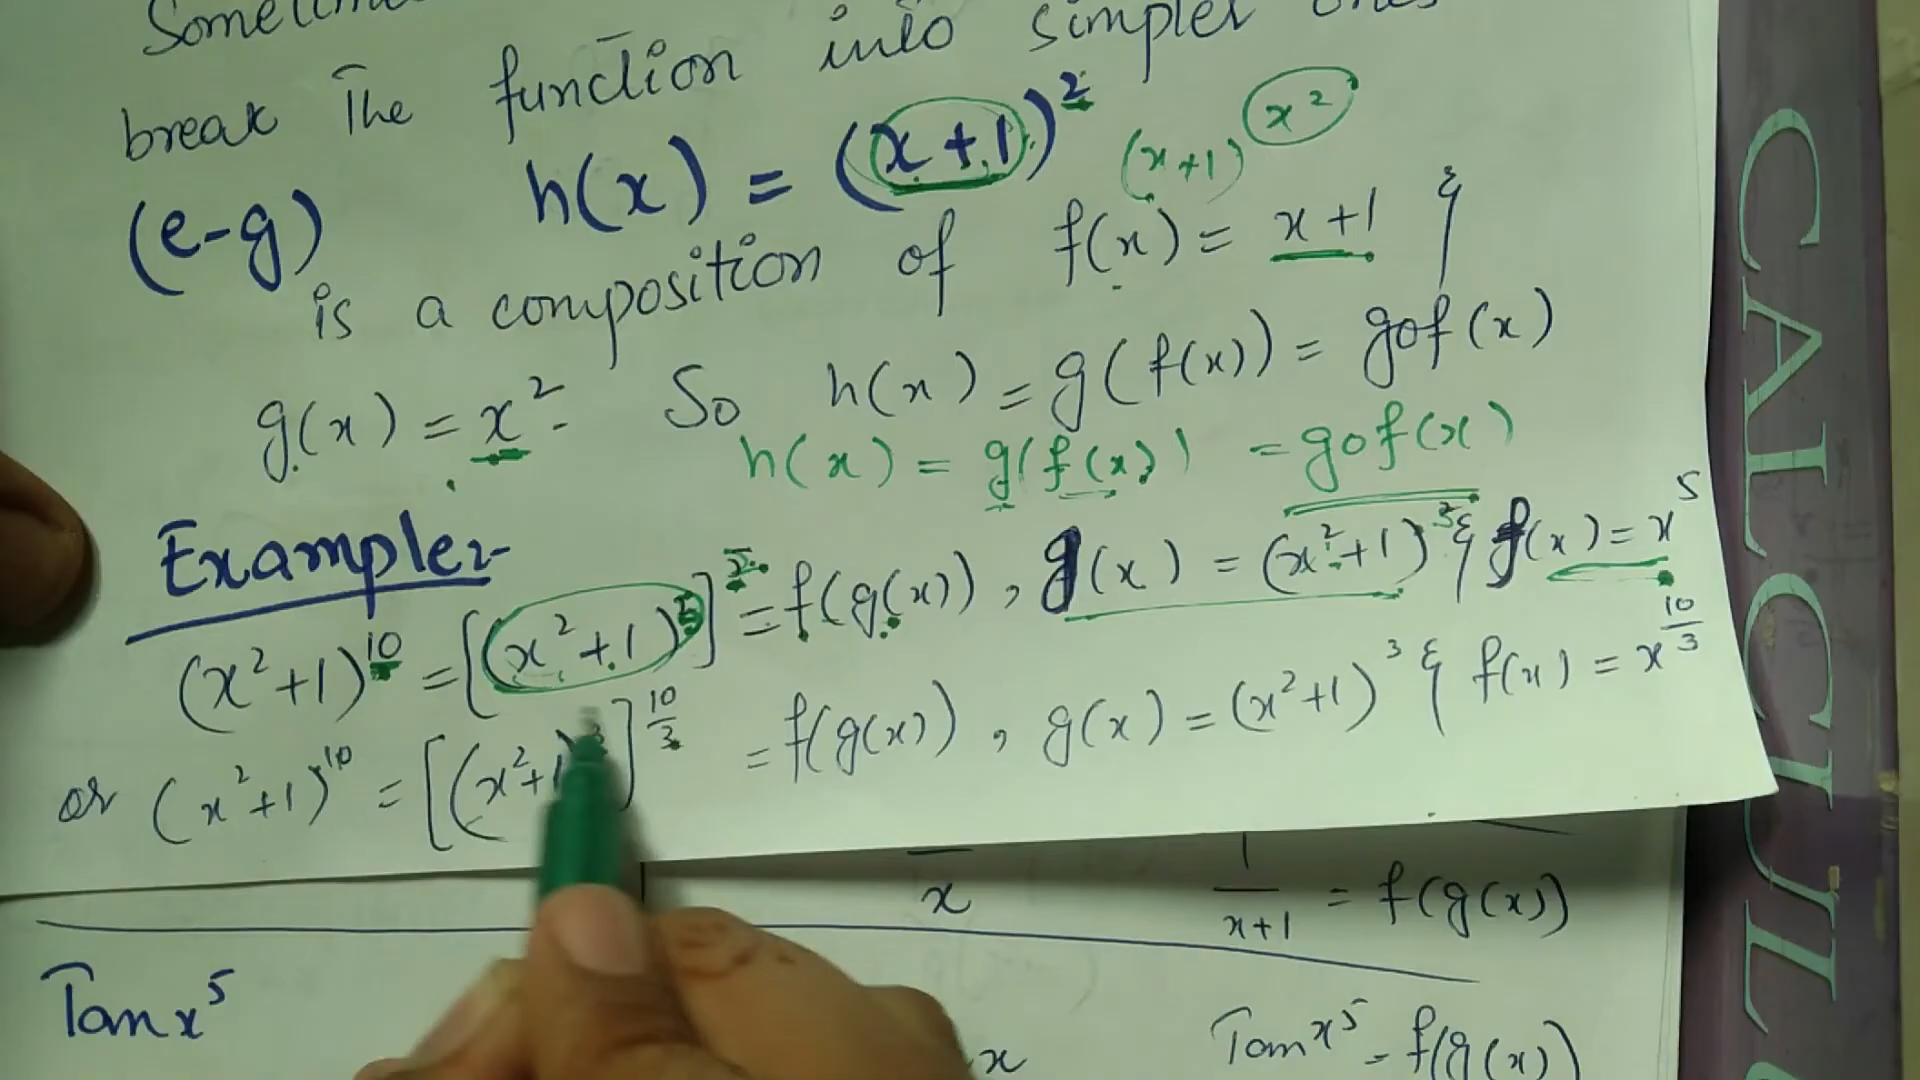 Sometim
break The function into simpler ones
(e-g) h(x) = (x+1)² (x+1) x²
is a composition of f(x) = x+1 &
g(x) = x² So h(x) = g(f(x)) = gof(x)
h(x) = g(f(x)) = gof(x)
Example:-
(x²+1)¹⁰ = [(x²+1)⁵]² = f(g(x)) , g(x) = (x²+1) & f(x) = x⁵
or (x²+1)¹⁰ = [(x²+1)³]^(10/3) = f(g(x)) , g(x) = (x²+1)³ & f(x) = x^(10/3)
x 1/(x+1) = f(g(x))
Tan x⁵ x Tan x⁵ = f(g(x))
CALCUL